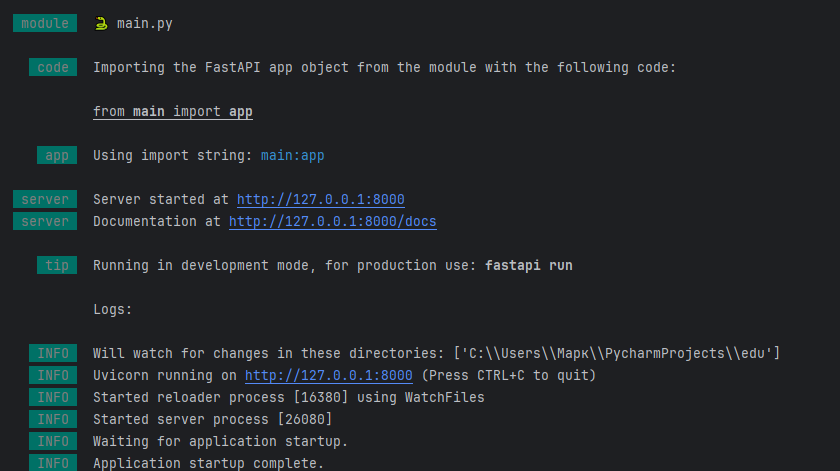 module 🐍 main.py
code Importing the FastAPI app object from the module with the following code:
from main import app
app Using import string: main:app
server Server started at http://127.0.0.1:8000
server Documentation at http://127.0.0.1:8000/docs
tip Running in development mode, for production use: fastapi run
Logs:
INFO Will watch for changes in these directories: ['C:\\Users\\Марк\\PycharmProjects\\edu']
INFO Uvicorn running on http://127.0.0.1:8000 (Press CTRL+C to quit)
INFO Started reloader process [16380] using WatchFiles
INFO Started server process [26080]
INFO Waiting for application startup.
INFO Application startup complete.